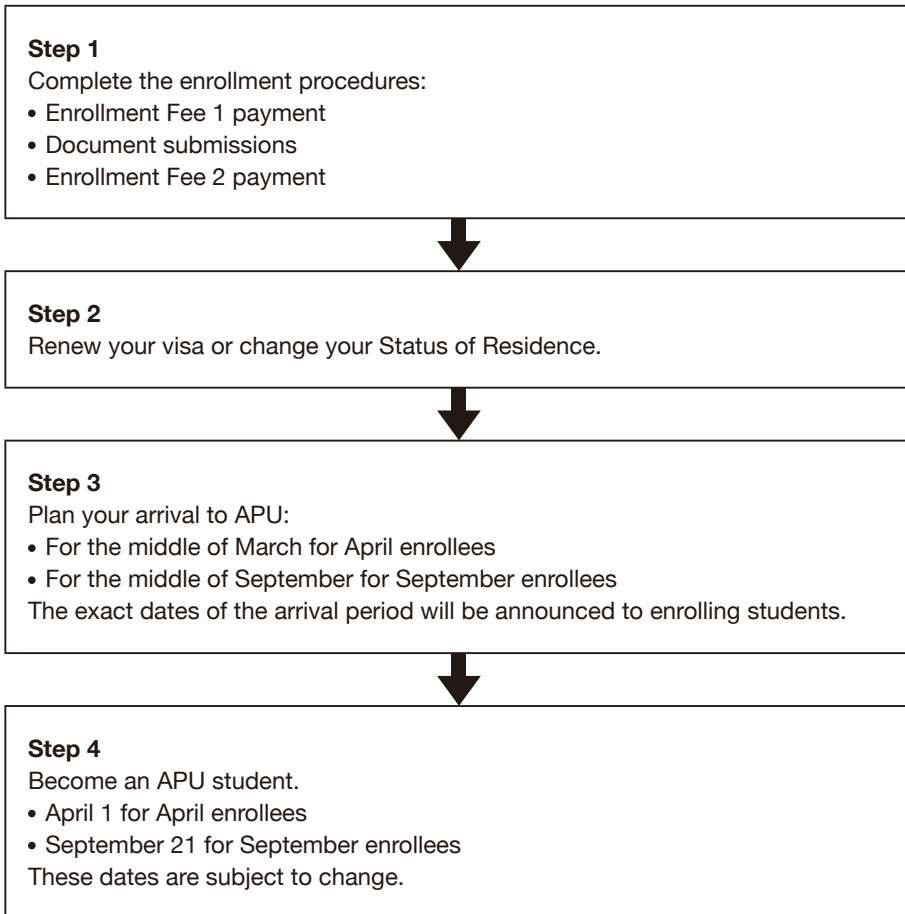 Step 1
Complete the enrollment procedures:
• Enrollment Fee 1 payment
• Document submissions
• Enrollment Fee 2 payment
Step 2
Renew your visa or change your Status of Residence.
Step 3
Plan your arrival to APU:
• For the middle of March for April enrollees
• For the middle of September for September enrollees
The exact dates of the arrival period will be announced to enrolling students.
Step 4
Become an APU student.
• April 1 for April enrollees
• September 21 for September enrollees
These dates are subject to change.